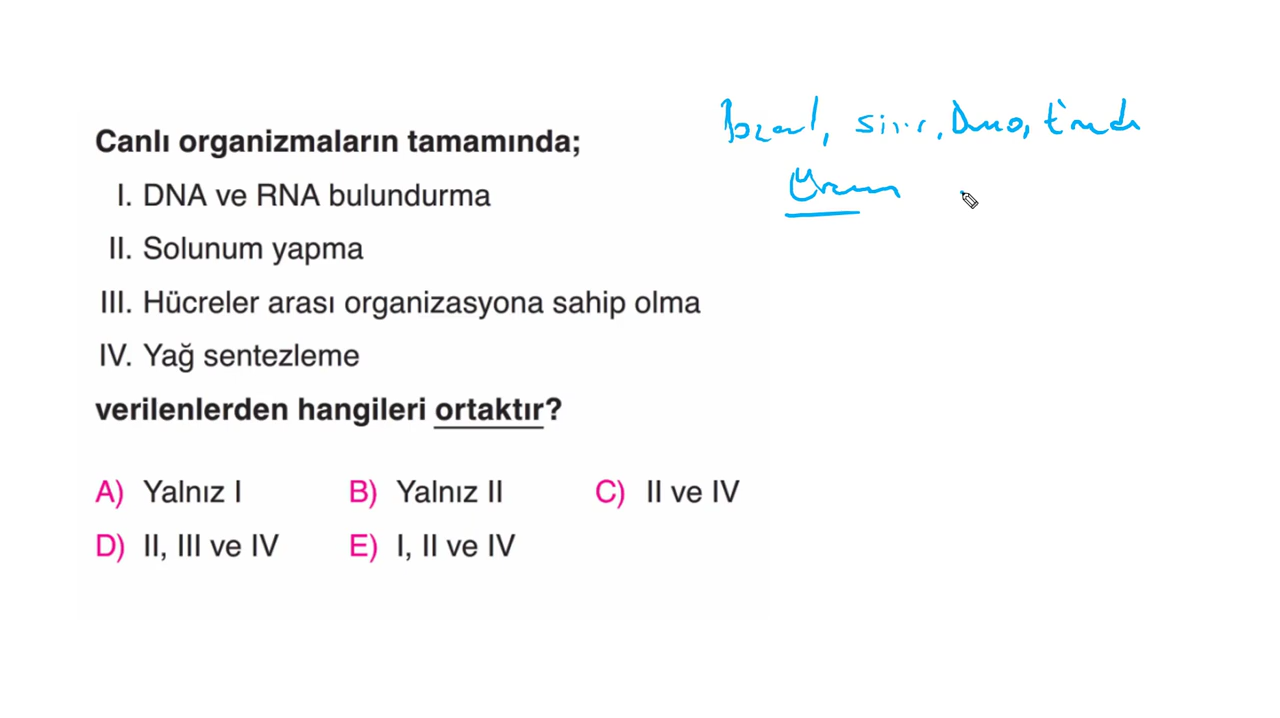 Canlı organizmaların tamamında;
I. DNA ve RNA bulundurma
II. Solunum yapma
III. Hücreler arası organizasyona sahip olma
IV. Yağ sentezleme
verilenlerden hangileri ortaktır?
A) Yalnız I B) Yalnız II C) II ve IV
D) II, III ve IV E) I, II ve IV